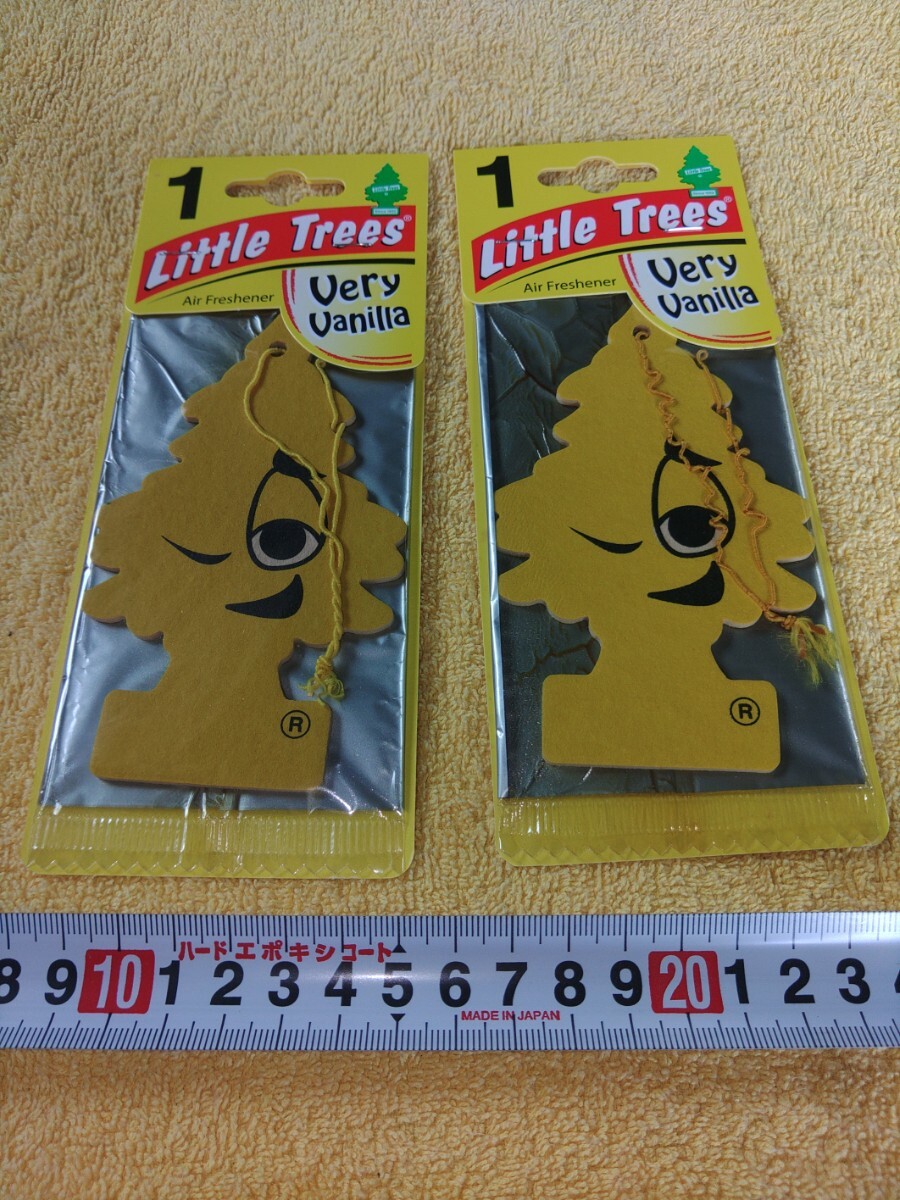 1
Little Trees®
Air Freshener
Very
Vanilla
®
1
Little Trees®
Air Freshener
Very
Vanilla
®
ハード エポキシ コート
8 9 10 1 2 3 4 5 6 7 8 9 20 1 2 3
MADE IN JAPAN